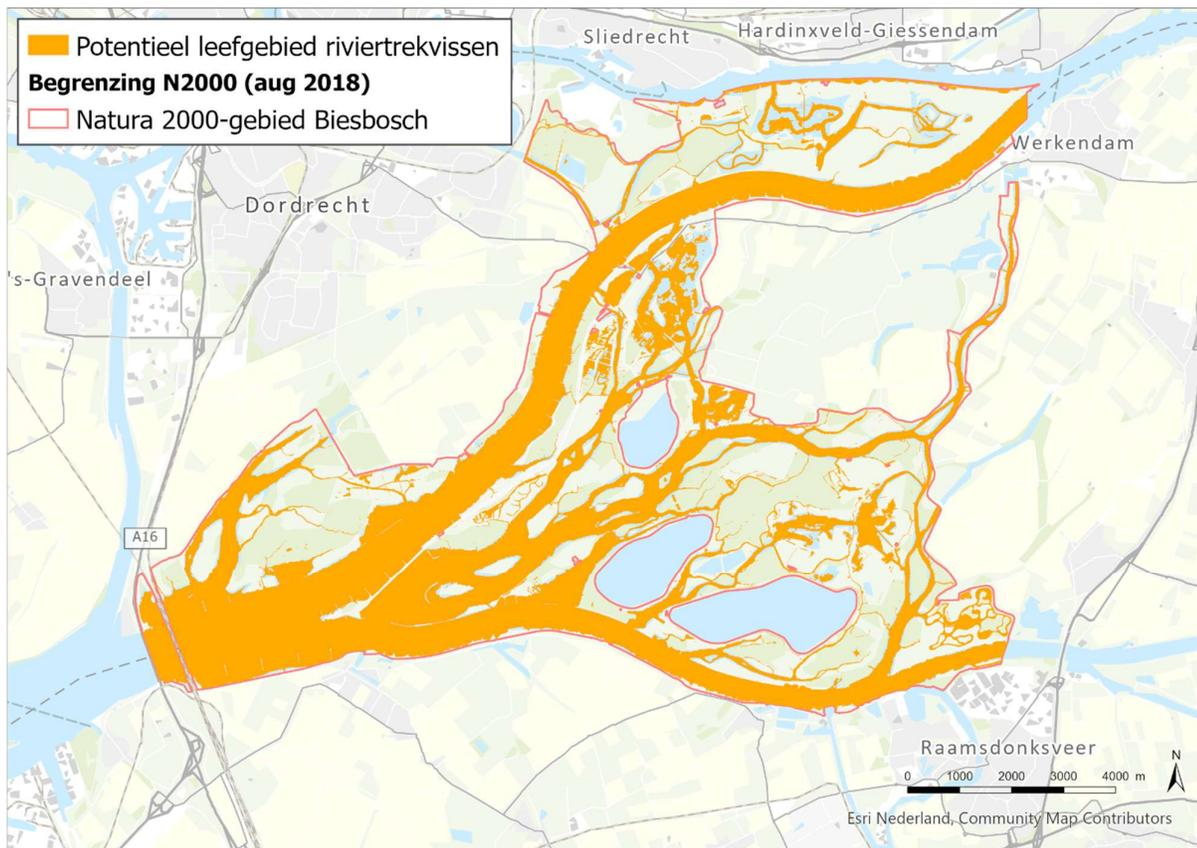 Potentieel leefgebied riviertrekvissen
Begrenzing N2000 (aug 2018)
Natura 2000-gebied Biesbosch
Sliedrecht
Hardinxveld-Giessendam
Werkendam
Dordrecht
's-Gravendeel
A16
Raamsdonksveer
N
0 1000 2000 3000 4000 m
Esri Nederland, Community Map Contributors